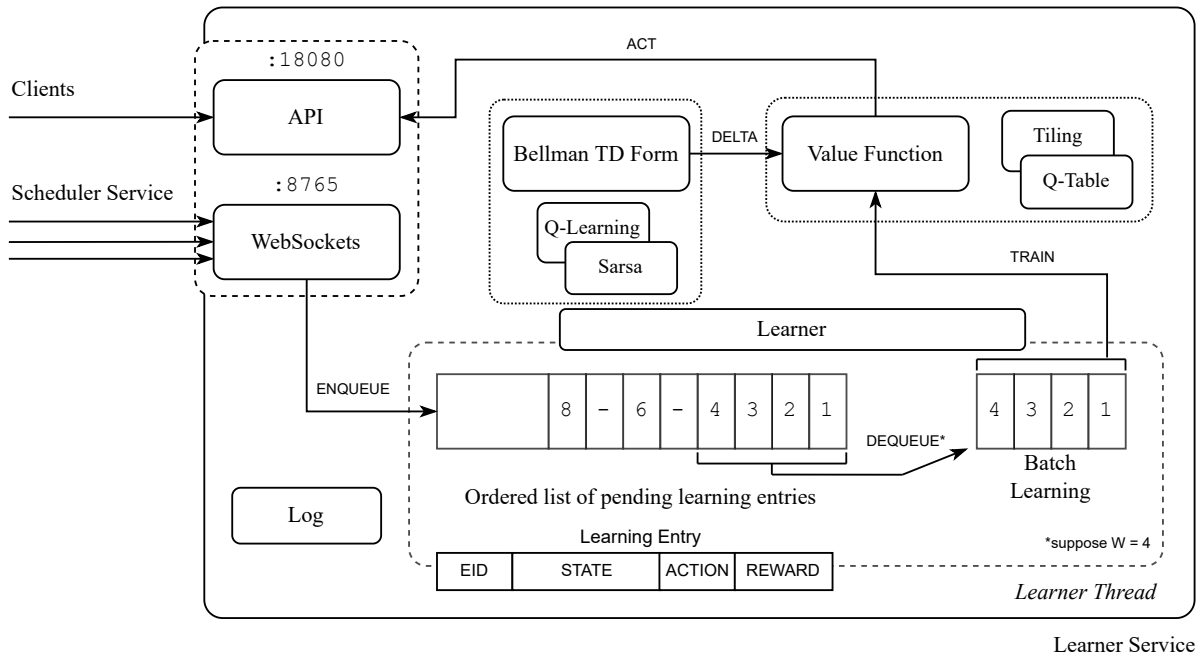 ACT
:18080
Clients
API
Bellman TD Form
DELTA
Value Function
Tiling
Q-Table
:8765
Scheduler Service
WebSockets
Q-Learning
Sarsa
TRAIN
Learner
ENQUEUE
8 - 6 - 4 3 2 1
4 3 2 1
DEQUEUE*
Batch
Learning
Ordered list of pending learning entries
Log
Learning Entry
*suppose W = 4
EID STATE ACTION REWARD
Learner Thread
Learner Service